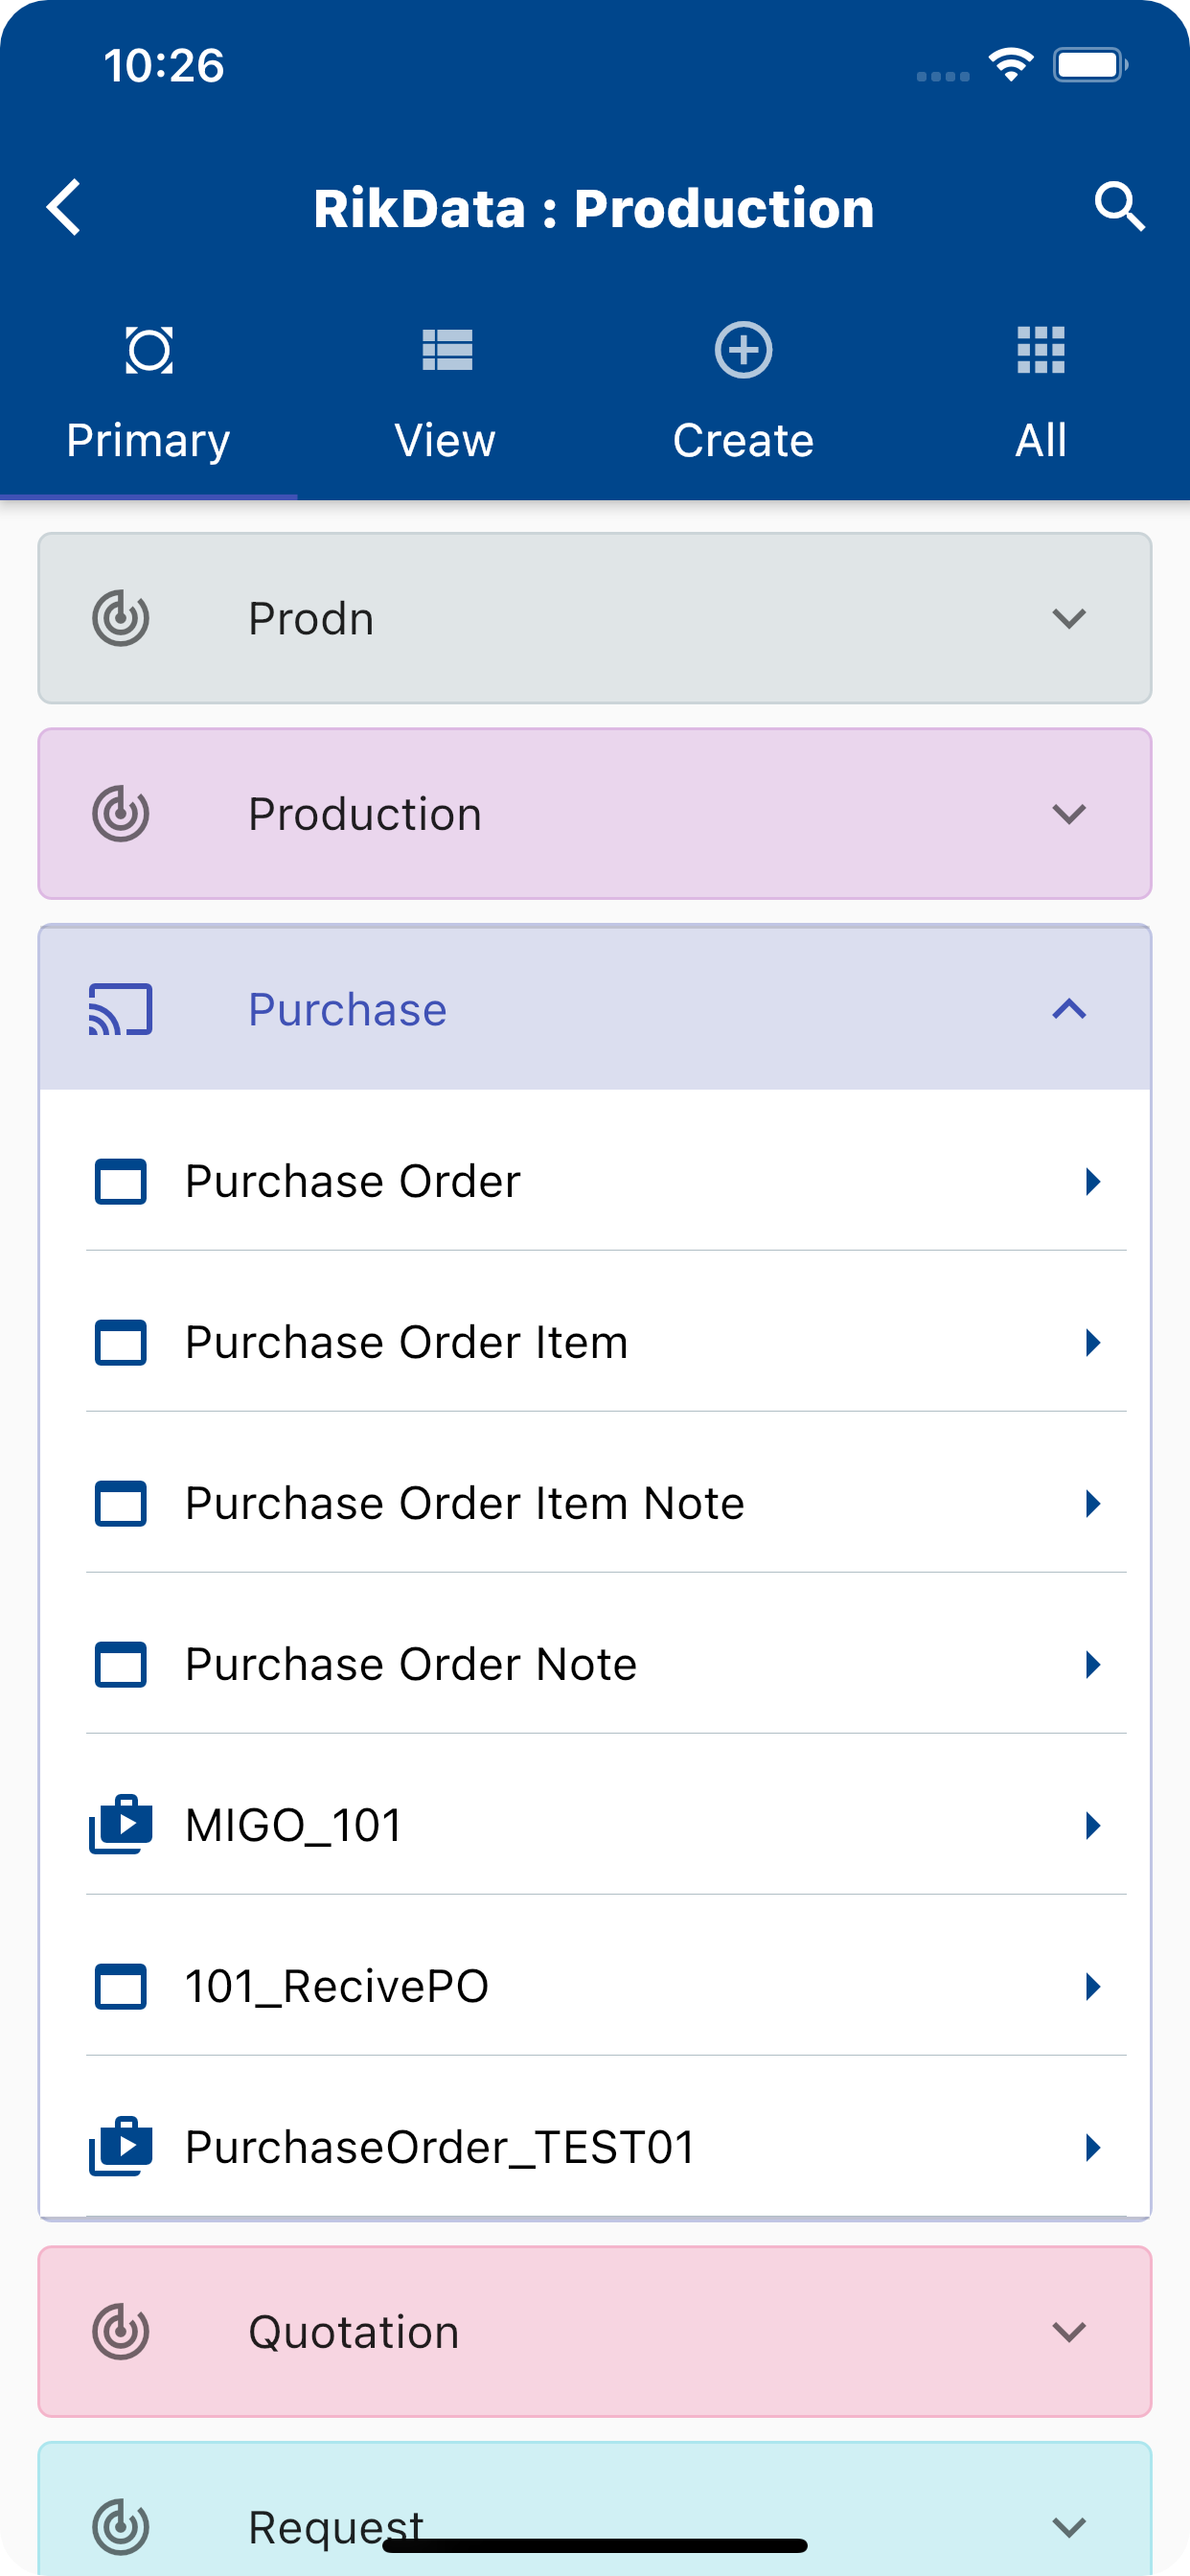 10:26
RikData : Production
Primary
View
Create
All
Prodn
Production
Purchase
Purchase Order
Purchase Order Item
Purchase Order Item Note
Purchase Order Note
MIGO_101
101_RecivePO
PurchaseOrder_TEST01
Quotation
Request